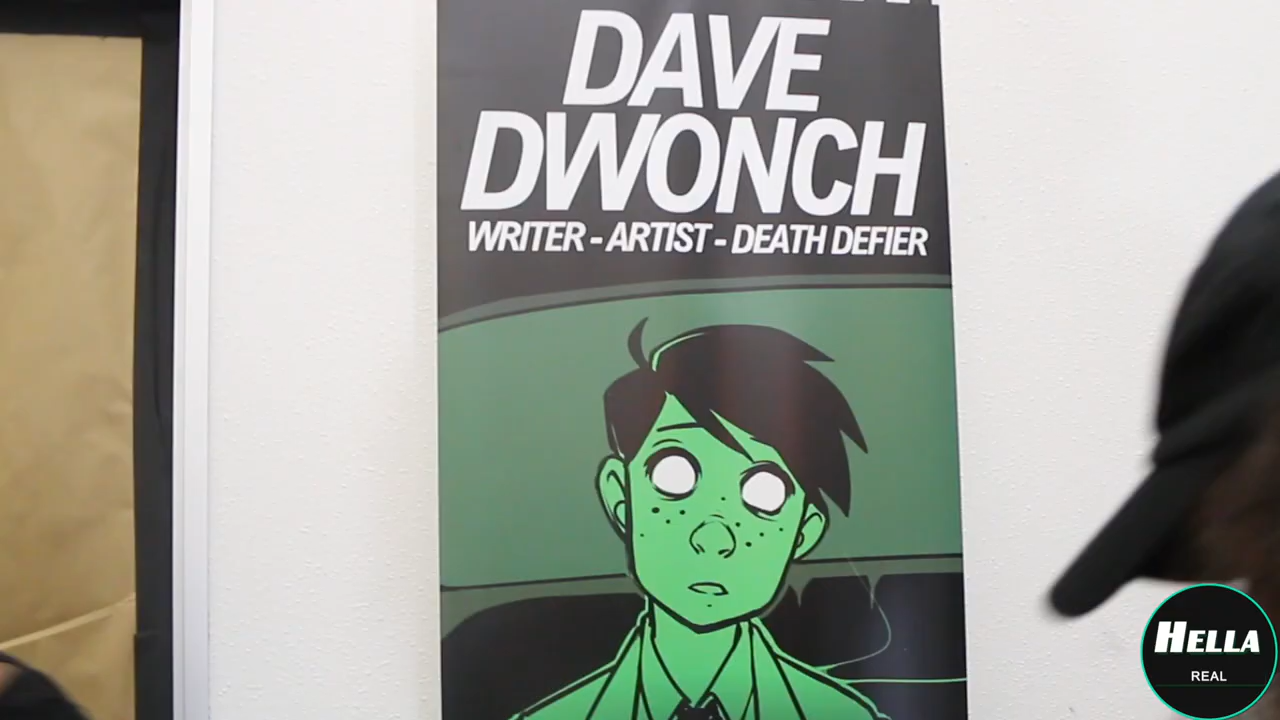 DAVE
DWONCH
WRITER - ARTIST - DEATH DEFIER
HELLA
REAL